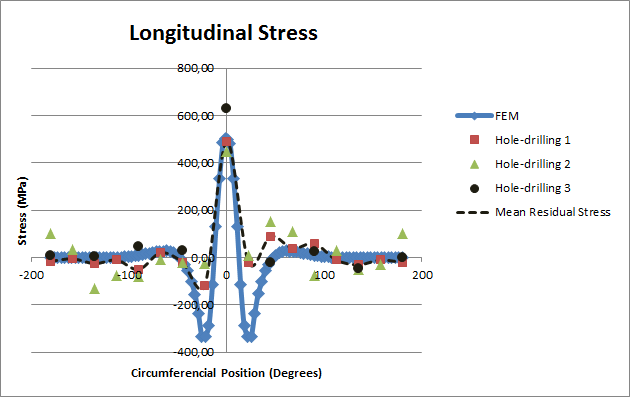 Longitudinal Stress
800,00
600,00
400,00
200,00
0,00
-200,00
-400,00
-200
-100
0
100
200
Stress (MPa)
Circumferencial Position (Degrees)
FEM
Hole-drilling 1
Hole-drilling 2
Hole-drilling 3
Mean Residual Stress